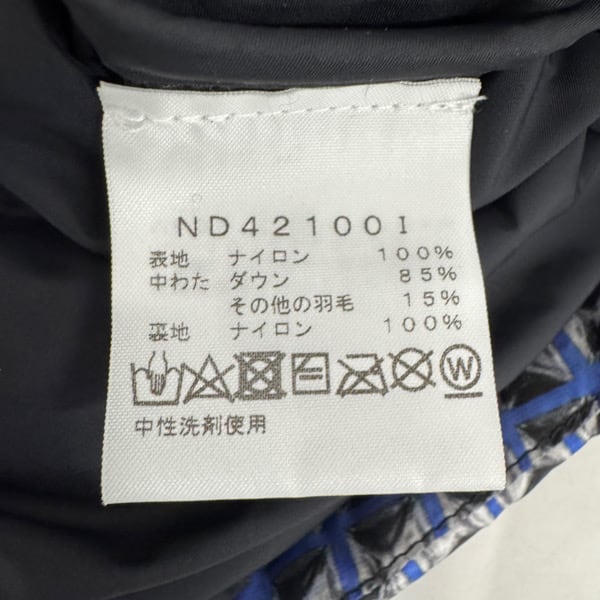 ND42100I
表地 ナイロン 100%
中わた ダウン 85%
その他の羽毛 15%
裏地 ナイロン 100%
W
中性洗剤使用